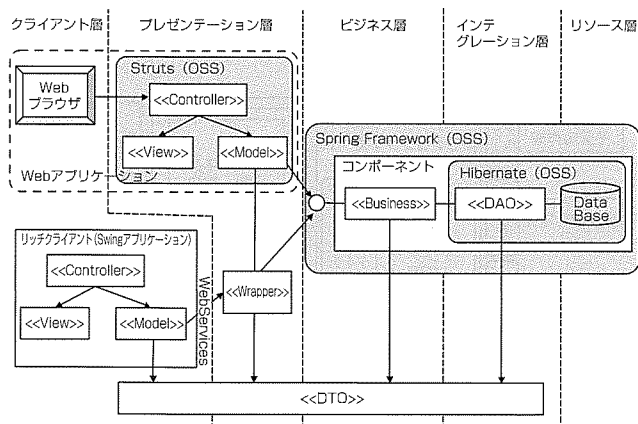 クライアント層
プレゼンテーション層
ビジネス層
インテ
グレーション層
リソース層
Struts (OSS)
Web
ブラウザ
<<Controller>>
<<View>>
<<Model>>
Webアプリケーション
Spring Framework (OSS)
コンポーネント
Hibernate (OSS)
<<Business>>
<<DAO>>
Data
Base
リッチクライアント(Swingアプリケーション)
<<Controller>>
<<View>>
<<Model>>
WebServices
<<Wrapper>>
<<DTO>>